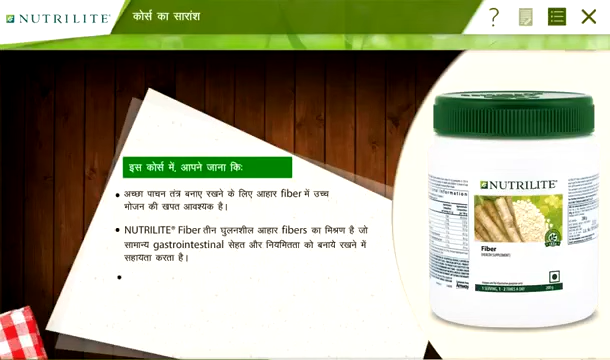 NUTRILITE
कोर्स का सारांश
?
इस कोर्स में, आपने जाना कि:
• अच्छा पाचन तंत्र बनाए रखने के लिए आहार fiber में उच्च
भोजन की खपत आवश्यक है।
• NUTRILITE® Fiber तीन घुलनशील आहार fibers का मिश्रण है जो
सामान्य gastrointestinal सेहत और नियमितता को बनाये रखने में
सहायता करता है।
•
NUTRILITE
Fiber